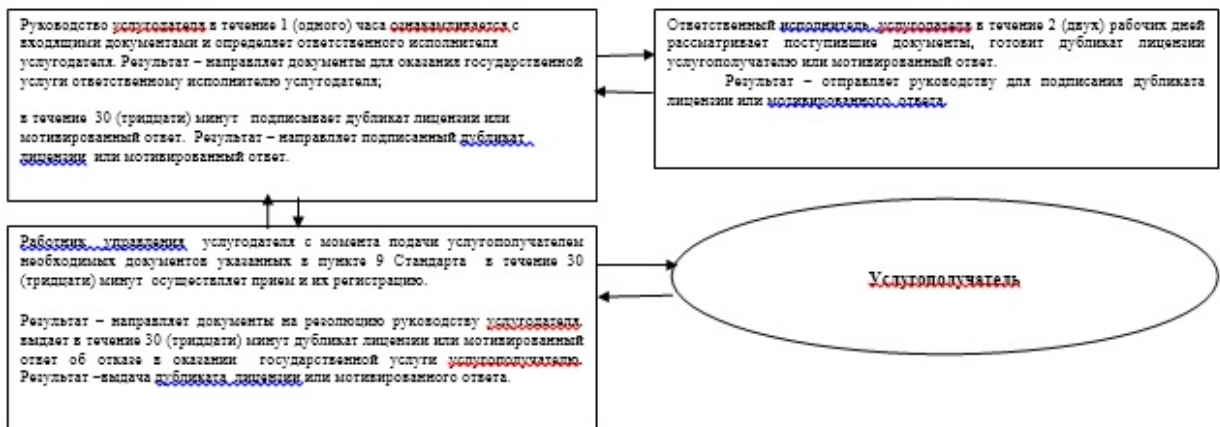 Руководство услугодателя в течение 1 (одного) часа ознакамливается с
входящими документами и определяет ответственного исполнителя
услугодателя. Результат – направляет документы для оказания государственной
услуги ответственному исполнителю услугодателя;
в течение 30 (тридцати) минут подписывает дубликат лицензии или
мотивированный ответ. Результат – направляет подписанный дубликат
лицензии или мотивированный ответ.
Ответственный исполнитель услугодателя в течение 2 (двух) рабочих дней
рассматривает поступившие документы, готовит дубликат лицензии
услугополучателю или мотивированный ответ.
Результат – отправляет руководству для подписания дубликата
лицензии или мотивированного ответа.
Работник управления услугодателя с момента подачи услугополучателем
необходимых документов указанных в пункте 9 Стандарта в течение 30
(тридцати) минут осуществляет прием и их регистрацию.
Результат – направляет документы на резолюцию руководству услугодателя,
выдает в течение 30 (тридцати) минут дубликат лицензии или мотивированный
ответ об отказе в оказании государственной услуги услугополучателю.
Результат –выдача дубликата лицензии или мотивированного ответа.
Услугополучатель